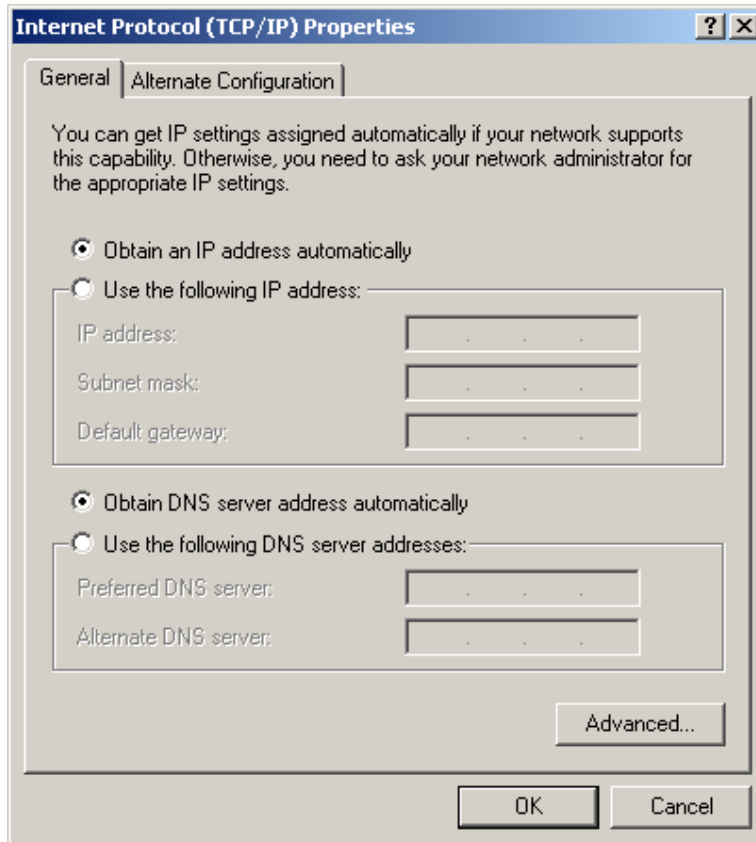 Internet Protocol (TCP/IP) Properties
General
Alternate Configuration
You can get IP settings assigned automatically if your network supports
this capability. Otherwise, you need to ask your network administrator for
the appropriate IP settings.
Obtain an IP address automatically
Use the following IP address:
IP address:
Subnet mask:
Default gateway:
Obtain DNS server address automatically
Use the following DNS server addresses:
Preferred DNS server:
Alternate DNS server:
Advanced...
OK
Cancel